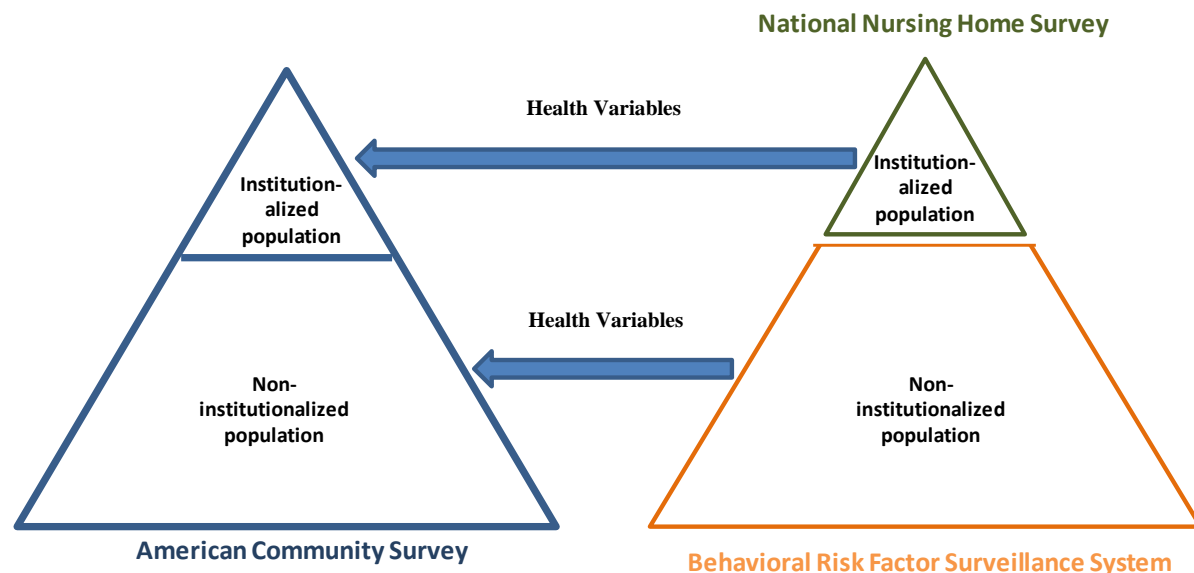 National Nursing Home Survey
Health Variables
Institution-
alized
population
Institution-
alized
population
Health Variables
Non-
institutionalized
population
Non-
institutionalized
population
American Community Survey
Behavioral Risk Factor Surveillance System